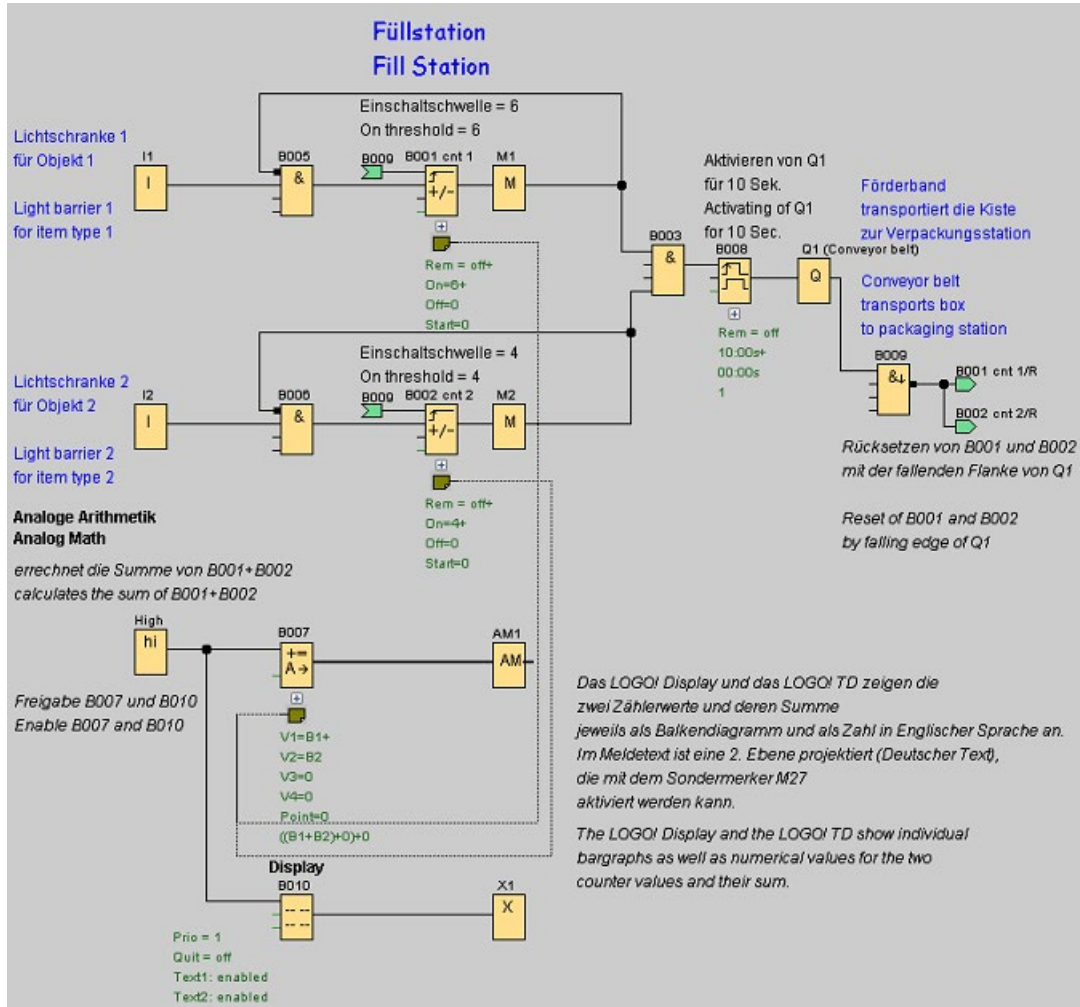 Füllstation
Fill Station
Einschaltschwelle = 6
On threshold = 6
Lichtschranke 1
für Objekt 1
Light barrier 1
for item type 1
I1
I
B005
&
B009
B001 cnt 1
+/-
M1
M
Rem = off+
On=6+
Off=0
Start=0
Aktivieren von Q1
für 10 Sek.
Activating of Q1
for 10 Sec.
B003
&
B008
Rem = off
10:00s+
00:00s
1
Förderband
transportiert die Kiste
zur Verpackungsstation
Q1 (Conveyor belt)
Q
Conveyor belt
transports box
to packaging station
B009
&↓
B001 cnt 1/R
B002 cnt 2/R
Rücksetzen von B001 und B002
mit der fallenden Flanke von Q1
Reset of B001 and B002
by falling edge of Q1
Einschaltschwelle = 4
On threshold = 4
Lichtschranke 2
für Objekt 2
Light barrier 2
for item type 2
I2
I
B006
&
B009
B002 cnt 2
+/-
M2
M
Rem = off+
On=4+
Off=0
Start=0
Analoge Arithmetik
Analog Math
errechnet die Summe von B001+B002
calculates the sum of B001+B002
High
hi
Freigabe B007 und B010
Enable B007 and B010
B007
+=
A→
AM1
AM
V1=B1+
V2=B2
V3=0
V4=0
Point=0
((B1+B2)+0)+0
Display
B010
X1
X
Prio = 1
Quit = off
Text1: enabled
Text2: enabled
Das LOGO! Display und das LOGO! TD zeigen die
zwei Zählerwerte und deren Summe
jeweils als Balkendiagramm und als Zahl in Englischer Sprache an.
Im Meldetext ist eine 2. Ebene projektiert (Deutscher Text),
die mit dem Sondermerker M27
aktiviert werden kann.
The LOGO! Display and the LOGO! TD show individual
bargraphs as well as numerical values for the two
counter values and their sum.